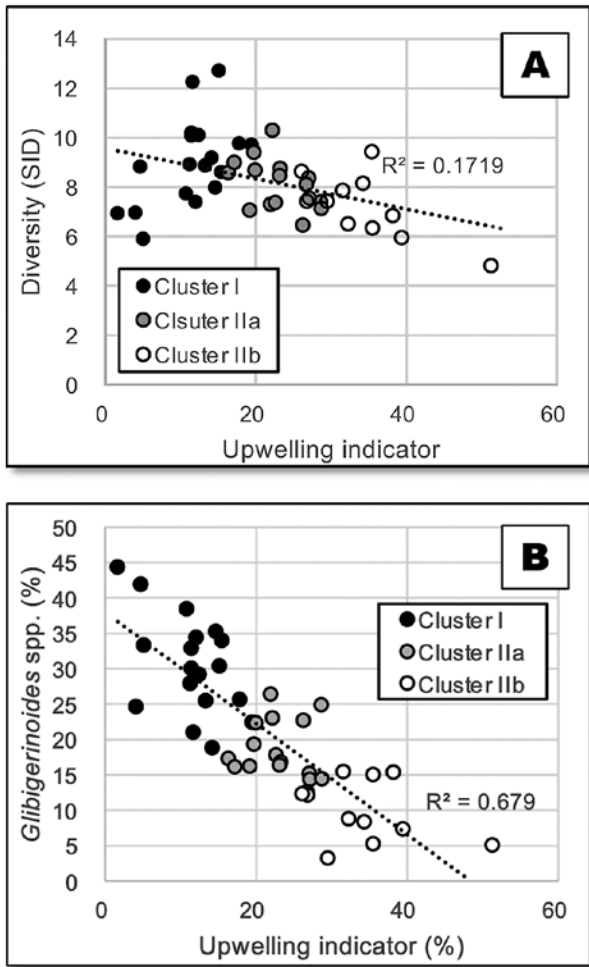 A
14
12
10
8
6
4
2
0
Diversity (SID)
R² = 0.1719
Cluster I
Clsuter IIa
Cluster IIb
0 20 40 60
Upwelling indicator
B
50
45
40
35
30
25
20
15
10
5
0
Glibigerinoides spp. (%)
Cluster I
Cluster IIa
Cluster IIb
R² = 0.679
0 20 40 60
Upwelling indicator (%)